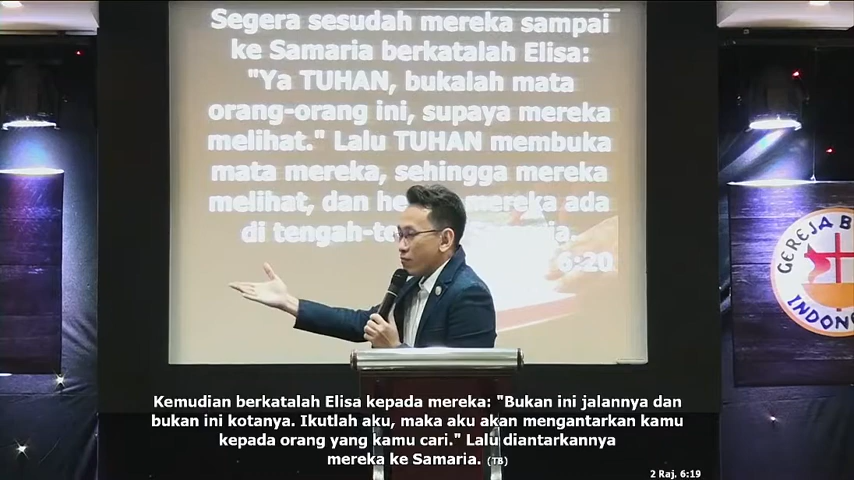 Segera sesudah mereka sampai
ke Samaria berkatalah Elisa:
"Ya TUHAN, bukalah mata
orang-orang ini, supaya mereka
melihat." Lalu TUHAN membuka
mata mereka, sehingga mereka
melihat, dan mereka ada
di
6:20
GEREJA
INDON
Kemudian berkatalah Elisa kepada mereka: "Bukan ini jalannya dan
bukan ini kotanya. Ikutlah aku, maka aku akan mengantarkan kamu
kepada orang yang kamu cari." Lalu diantarkannya
mereka ke Samaria. (TB)
2 Raj. 6:19